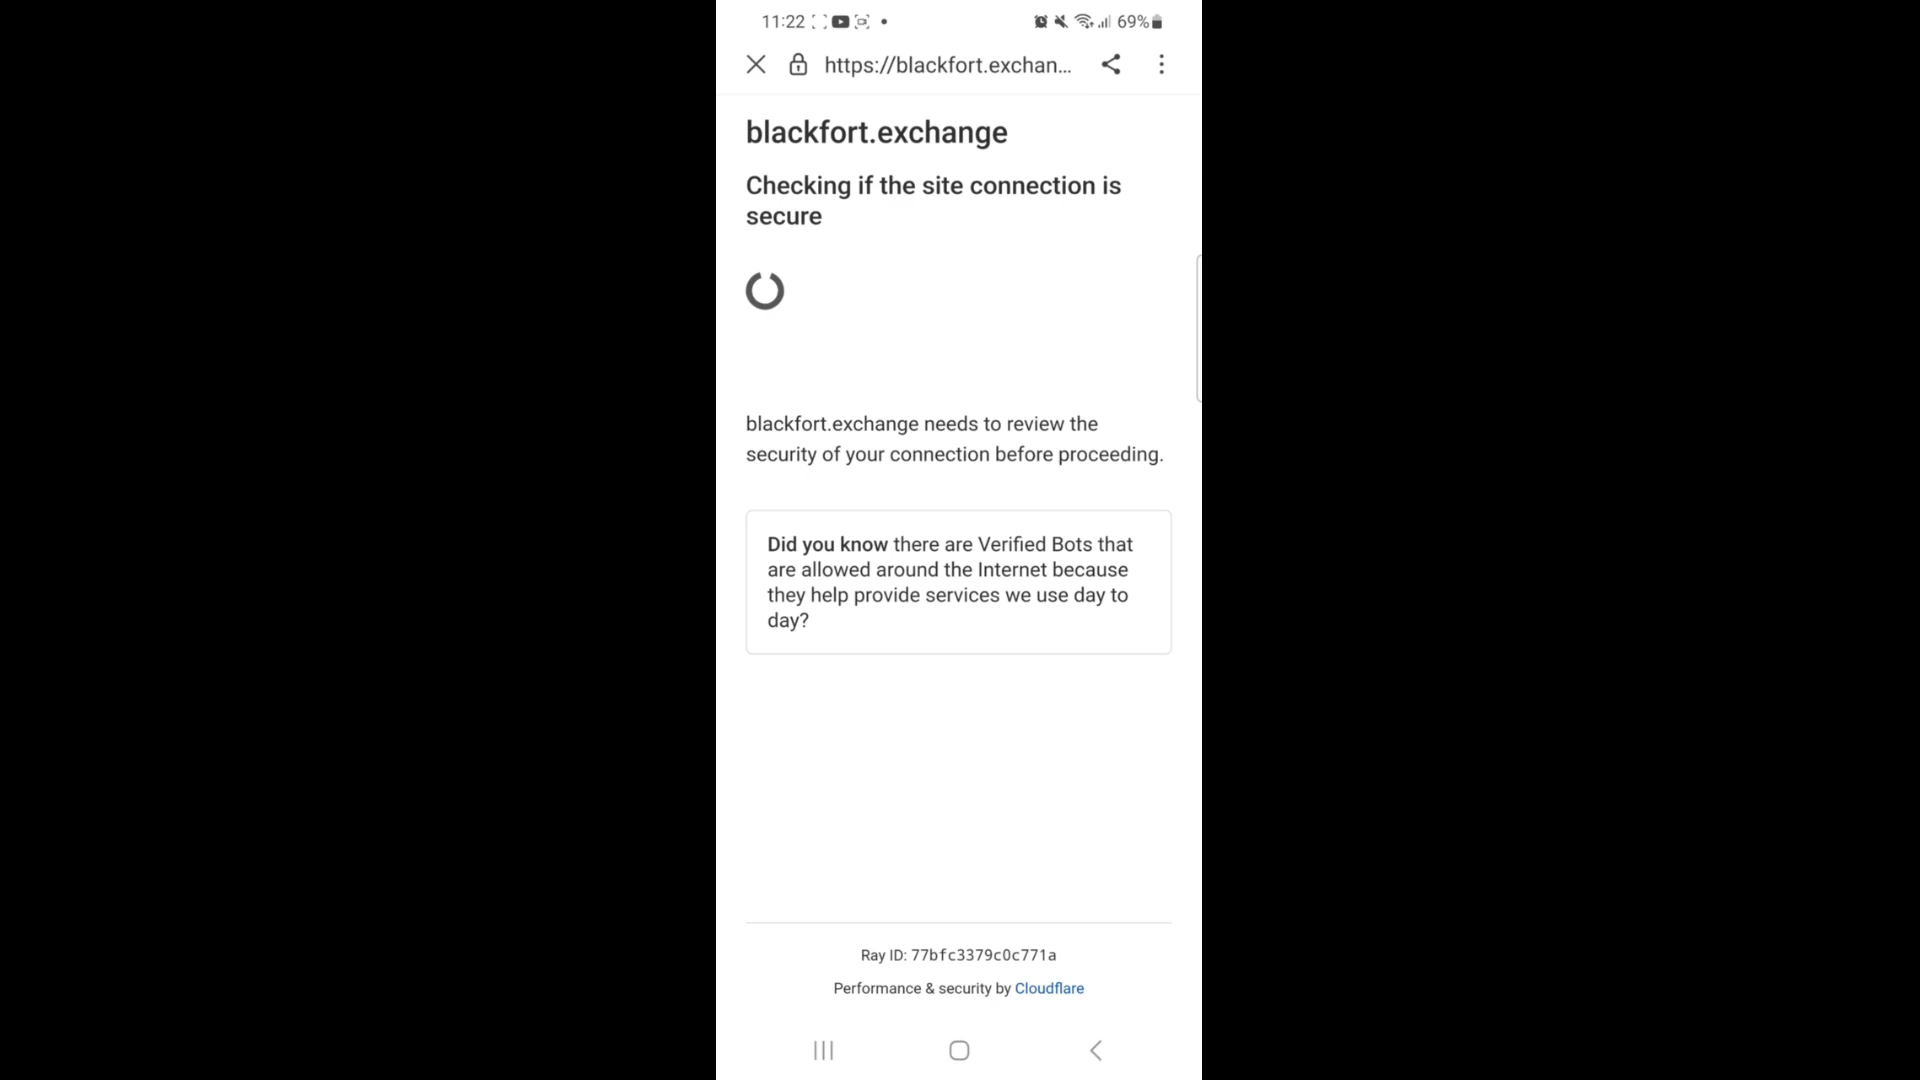 11:22
69%
https://blackfort.exchan...
blackfort.exchange
Checking if the site connection is
secure
blackfort.exchange needs to review the
security of your connection before proceeding.
Did you know there are Verified Bots that
are allowed around the Internet because
they help provide services we use day to
day?
Ray ID: 77bfc3379c0c771a
Performance & security by Cloudflare